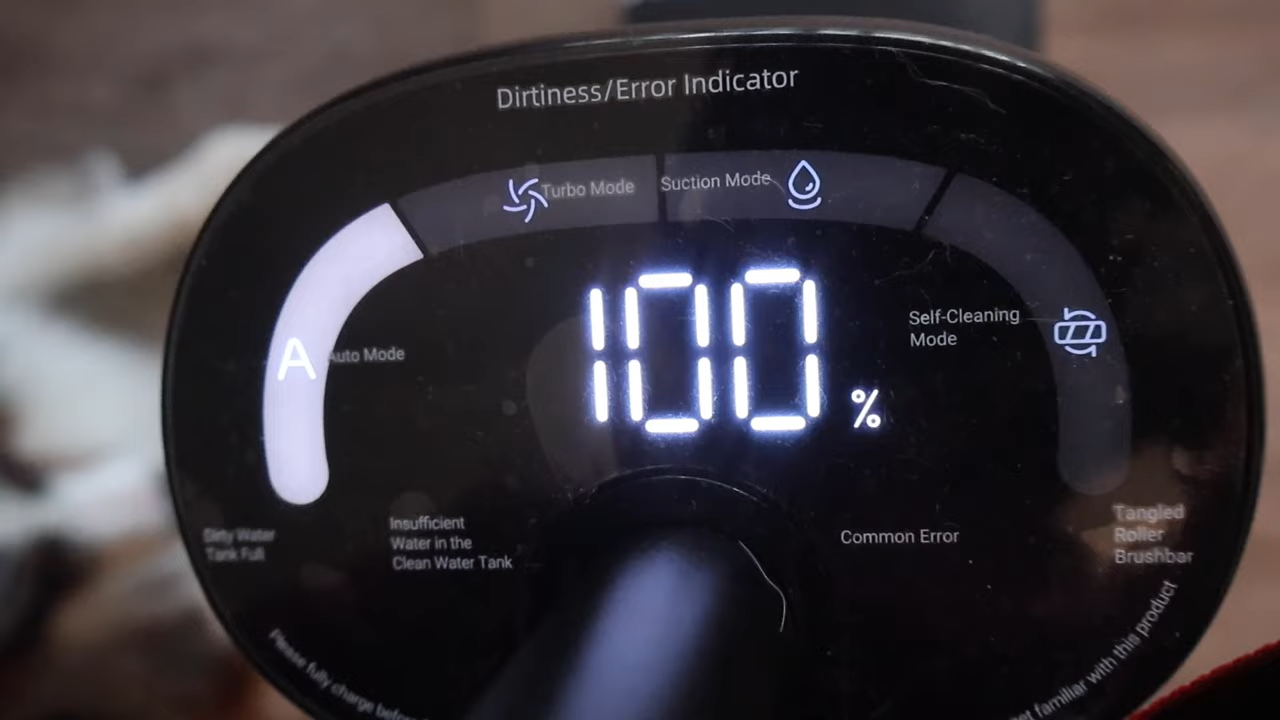 Dirtiness/Error Indicator
Turbo Mode
Suction Mode
A
Auto Mode
100 %
Self-Cleaning
Mode
Dirty Water
Tank Full
Insufficient
Water in the
Clean Water Tank
Common Error
Tangled
Roller
Brushbar
Please fully charge
get familiar with this product